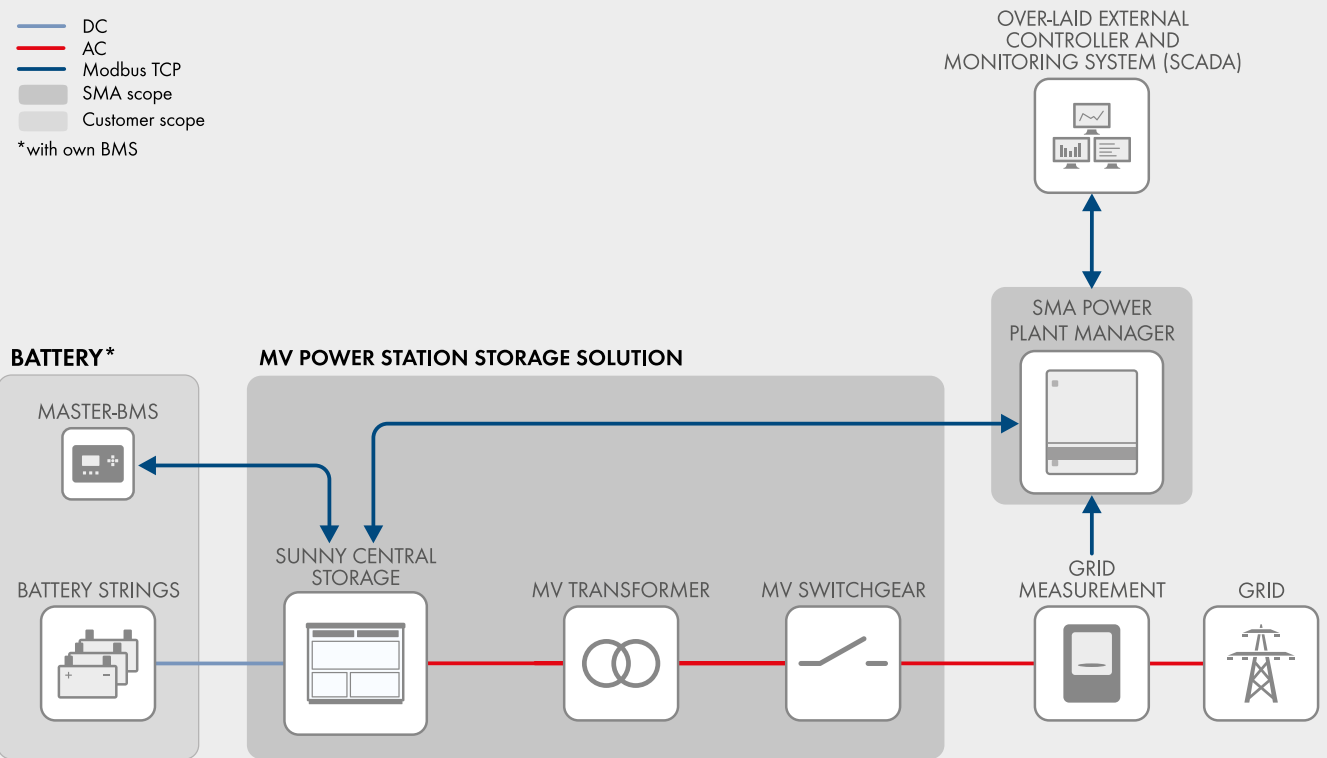 DC
AC
Modbus TCP
SMA scope
Customer scope
*with own BMS
OVER-LAID EXTERNAL
CONTROLLER AND
MONITORING SYSTEM (SCADA)
SMA POWER
PLANT MANAGER
BATTERY*
MV POWER STATION STORAGE SOLUTION
MASTER-BMS
SUNNY CENTRAL
STORAGE
BATTERY STRINGS
MV TRANSFORMER
MV SWITCHGEAR
GRID
MEASUREMENT
GRID